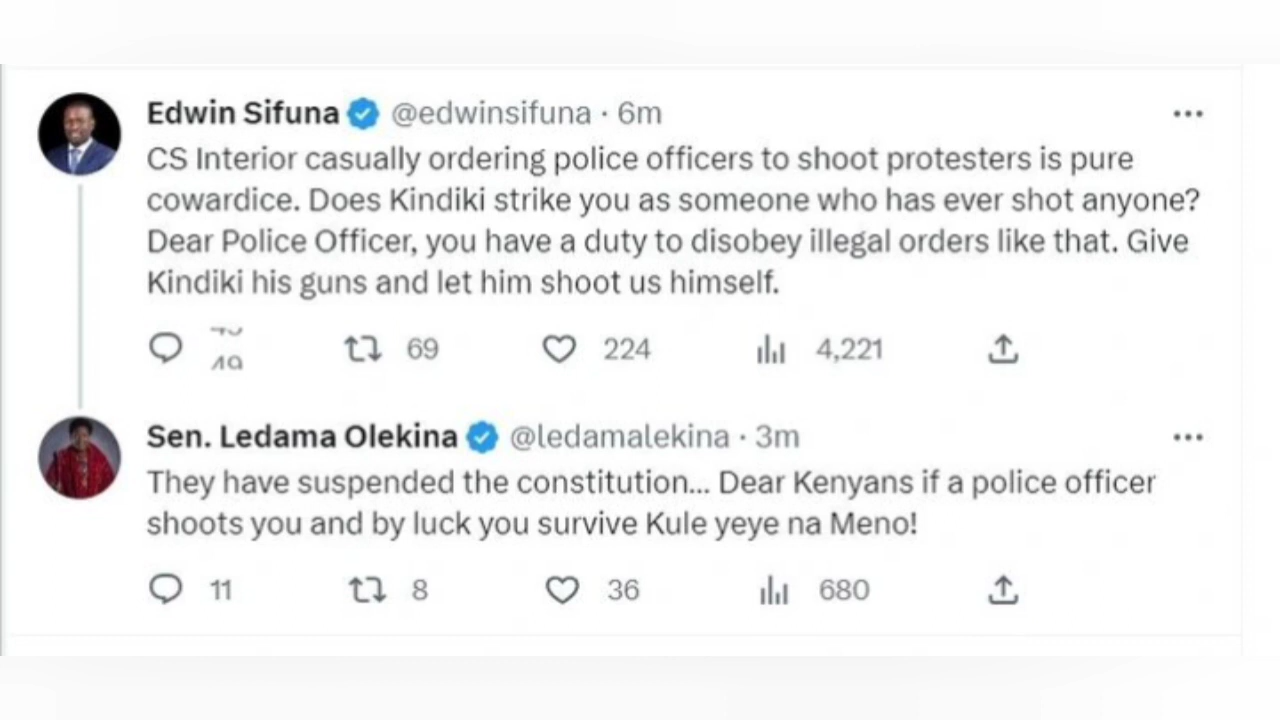 Edwin Sifuna @edwinsifuna · 6m
CS Interior casually ordering police officers to shoot protesters is pure
cowardice. Does Kindiki strike you as someone who has ever shot anyone?
Dear Police Officer, you have a duty to disobey illegal orders like that. Give
Kindiki his guns and let him shoot us himself.
69 224 4,221
Sen. Ledama Olekina @ledamalekina · 3m
They have suspended the constitution... Dear Kenyans if a police officer
shoots you and by luck you survive Kule yeye na Meno!
11 8 36 680